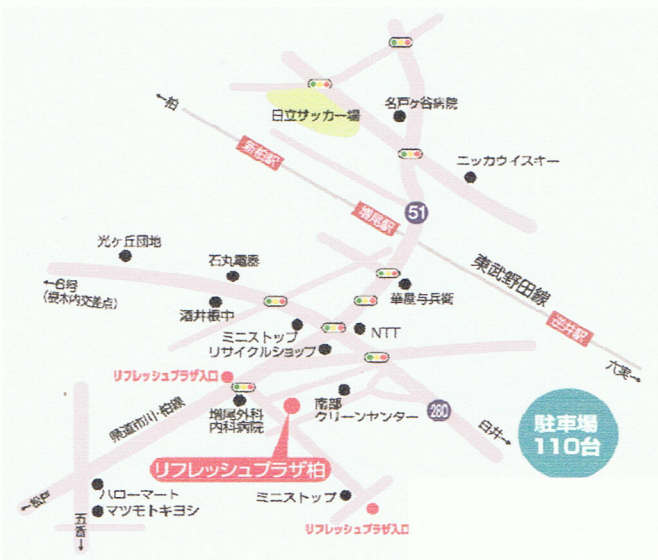 名戸ヶ谷病院
日立サッカー場
←柏
新柏駅
ニッカウイスキー
増尾駅
51
光ヶ丘団地
石丸電器
東武野田線
←6号
華屋与兵衛
酒井根中
ミニストップ
リサイクルショップ
NTT
逆井駅
六実→
リフレッシュプラザ入口
県道市川・柏線
増尾外科
内科病院
南部
クリーンセンター
280
白井→
駐車場
110台
リフレッシュプラザ柏
ハローマート
マツモトキヨシ
ミニストップ
←松戸
五香→
リフレッシュプラザ入口